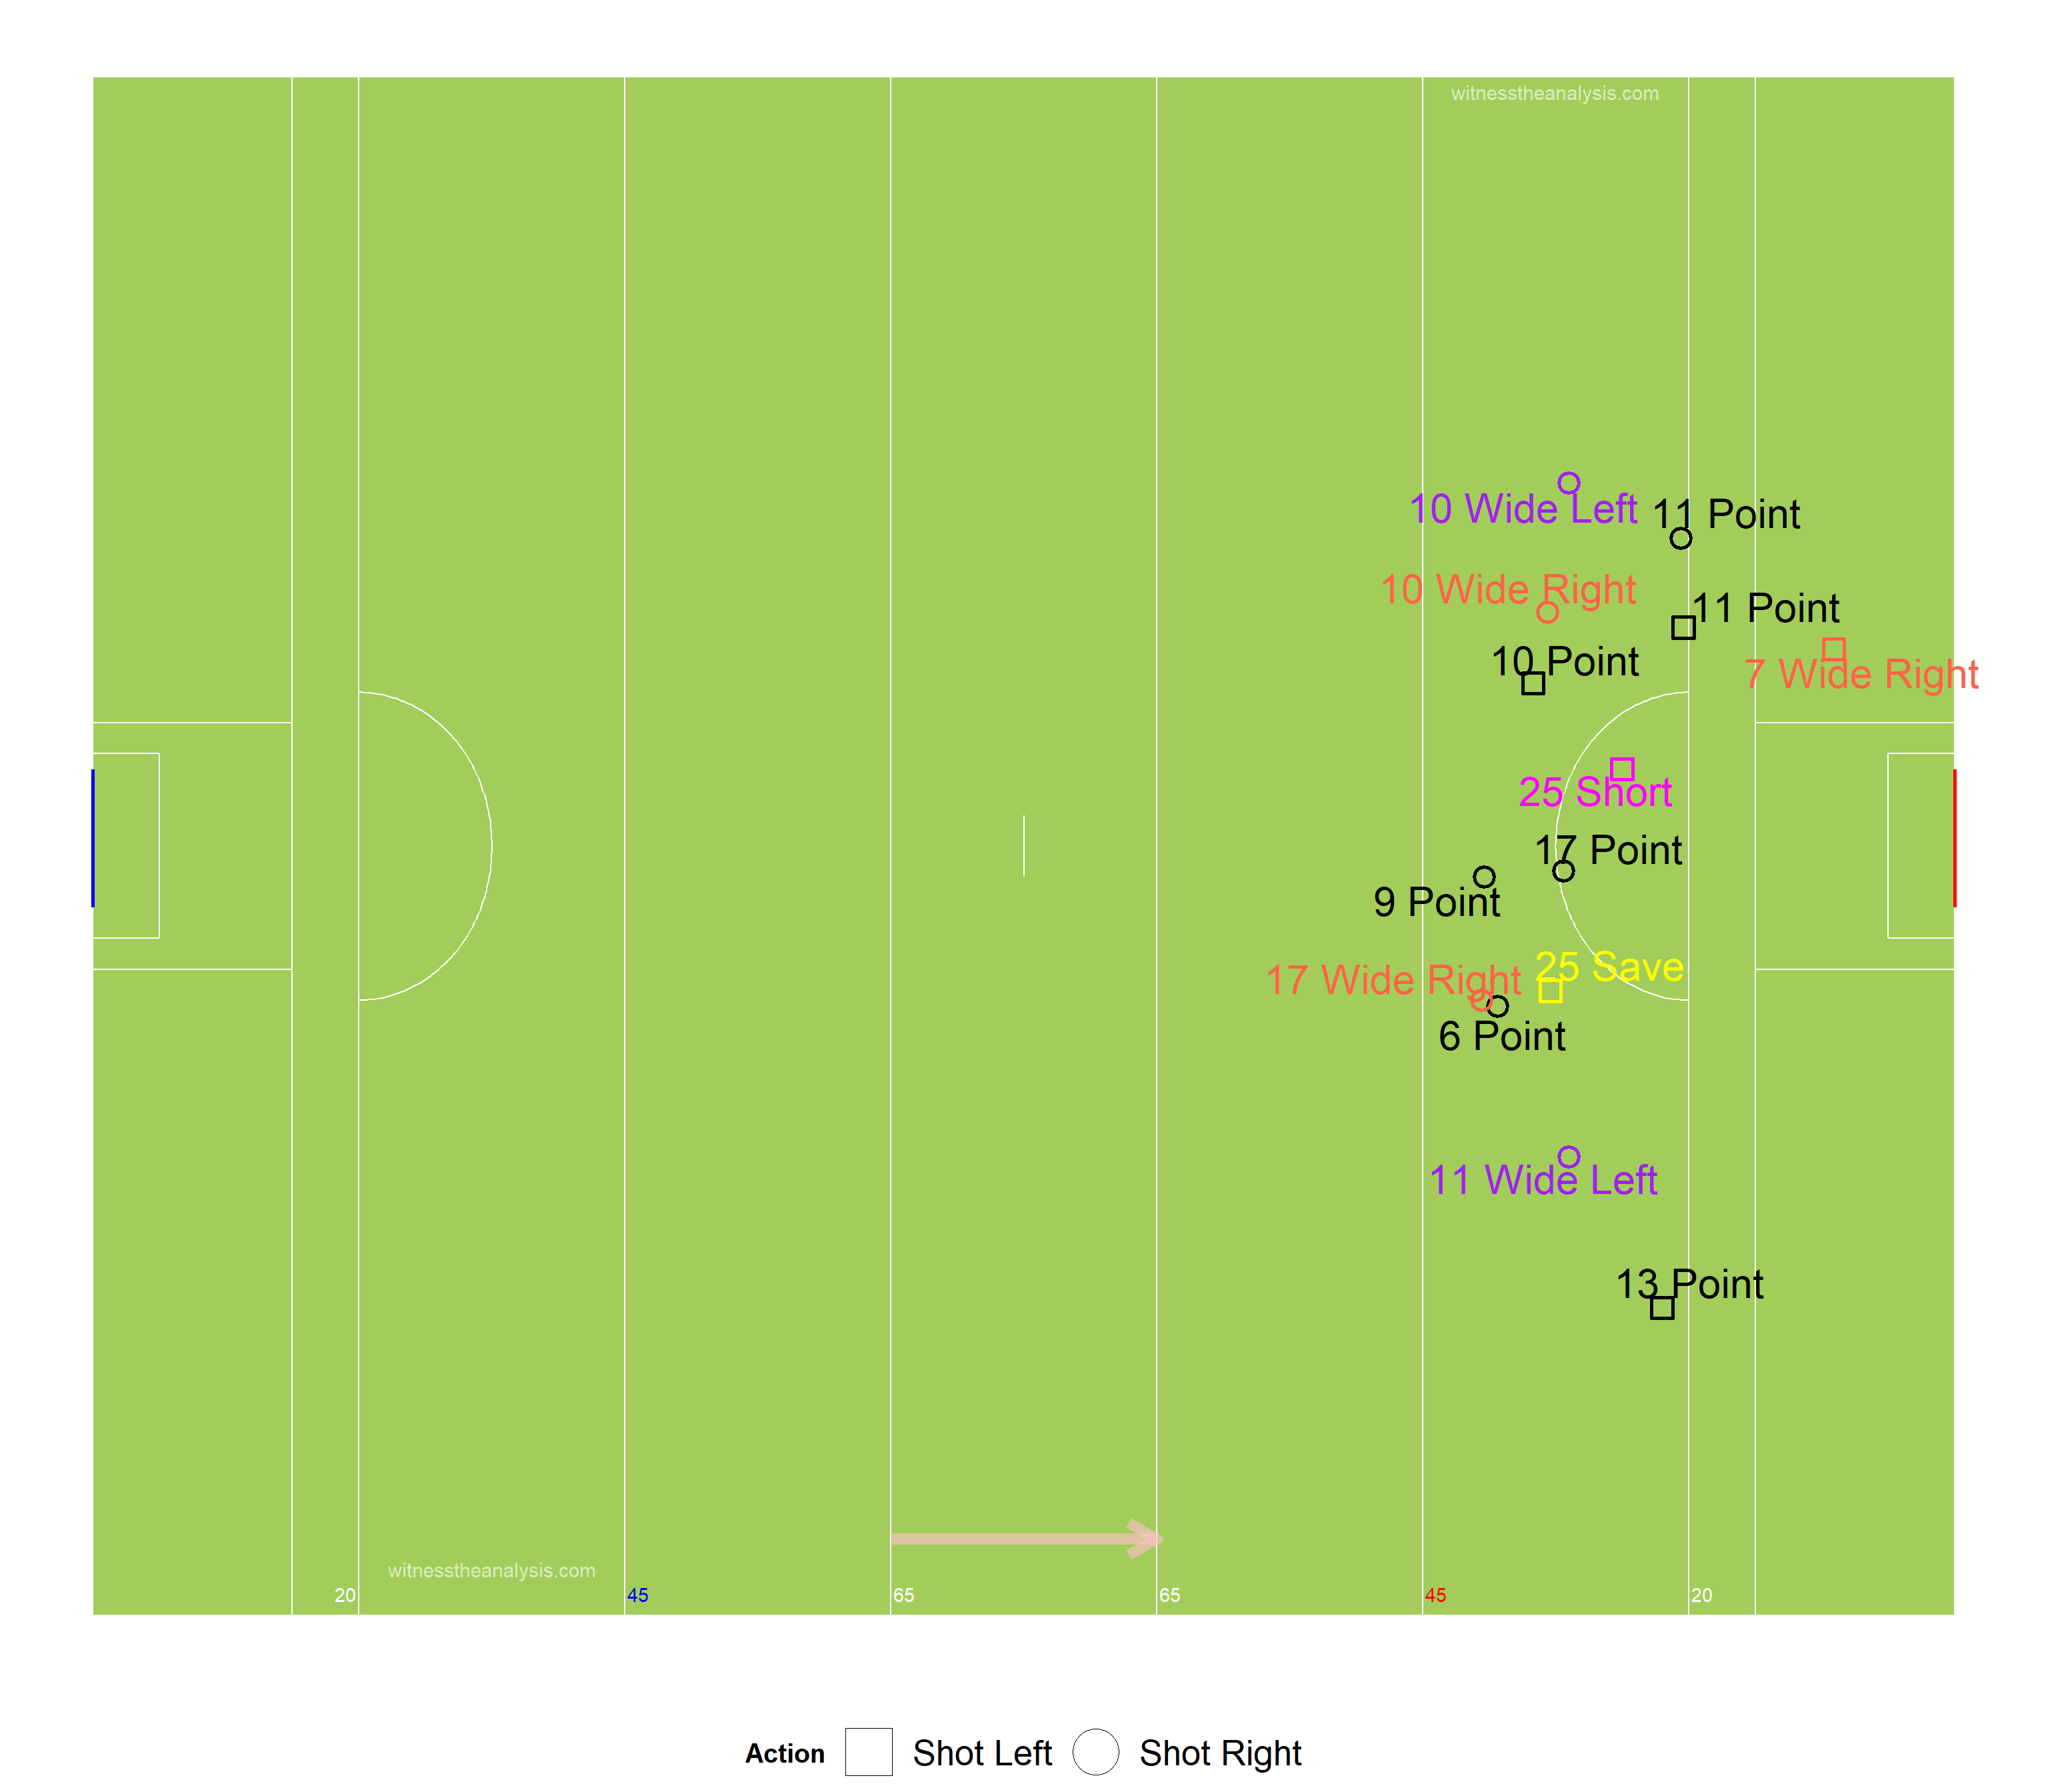 witnesstheanalysis.com
10 Wide Left
11 Point
10 Wide Right
11 Point
10 Point
7 Wide Right
25 Short
17 Point
9 Point
25 Save
17 Wide Right
6 Point
11 Wide Left
13 Point
witnesstheanalysis.com
20 45 65 65 45 20
Action Shot Left Shot Right